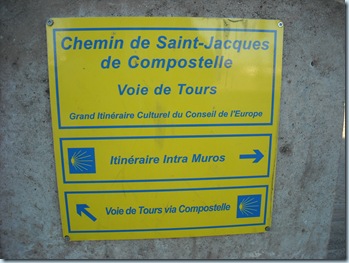 Chemin de Saint-Jacques
de Compostelle
Voie de Tours
Grand Itinéraire Culturel du Conseil de l'Europe
Itinéraire Intra Muros
Voie de Tours via Compostelle